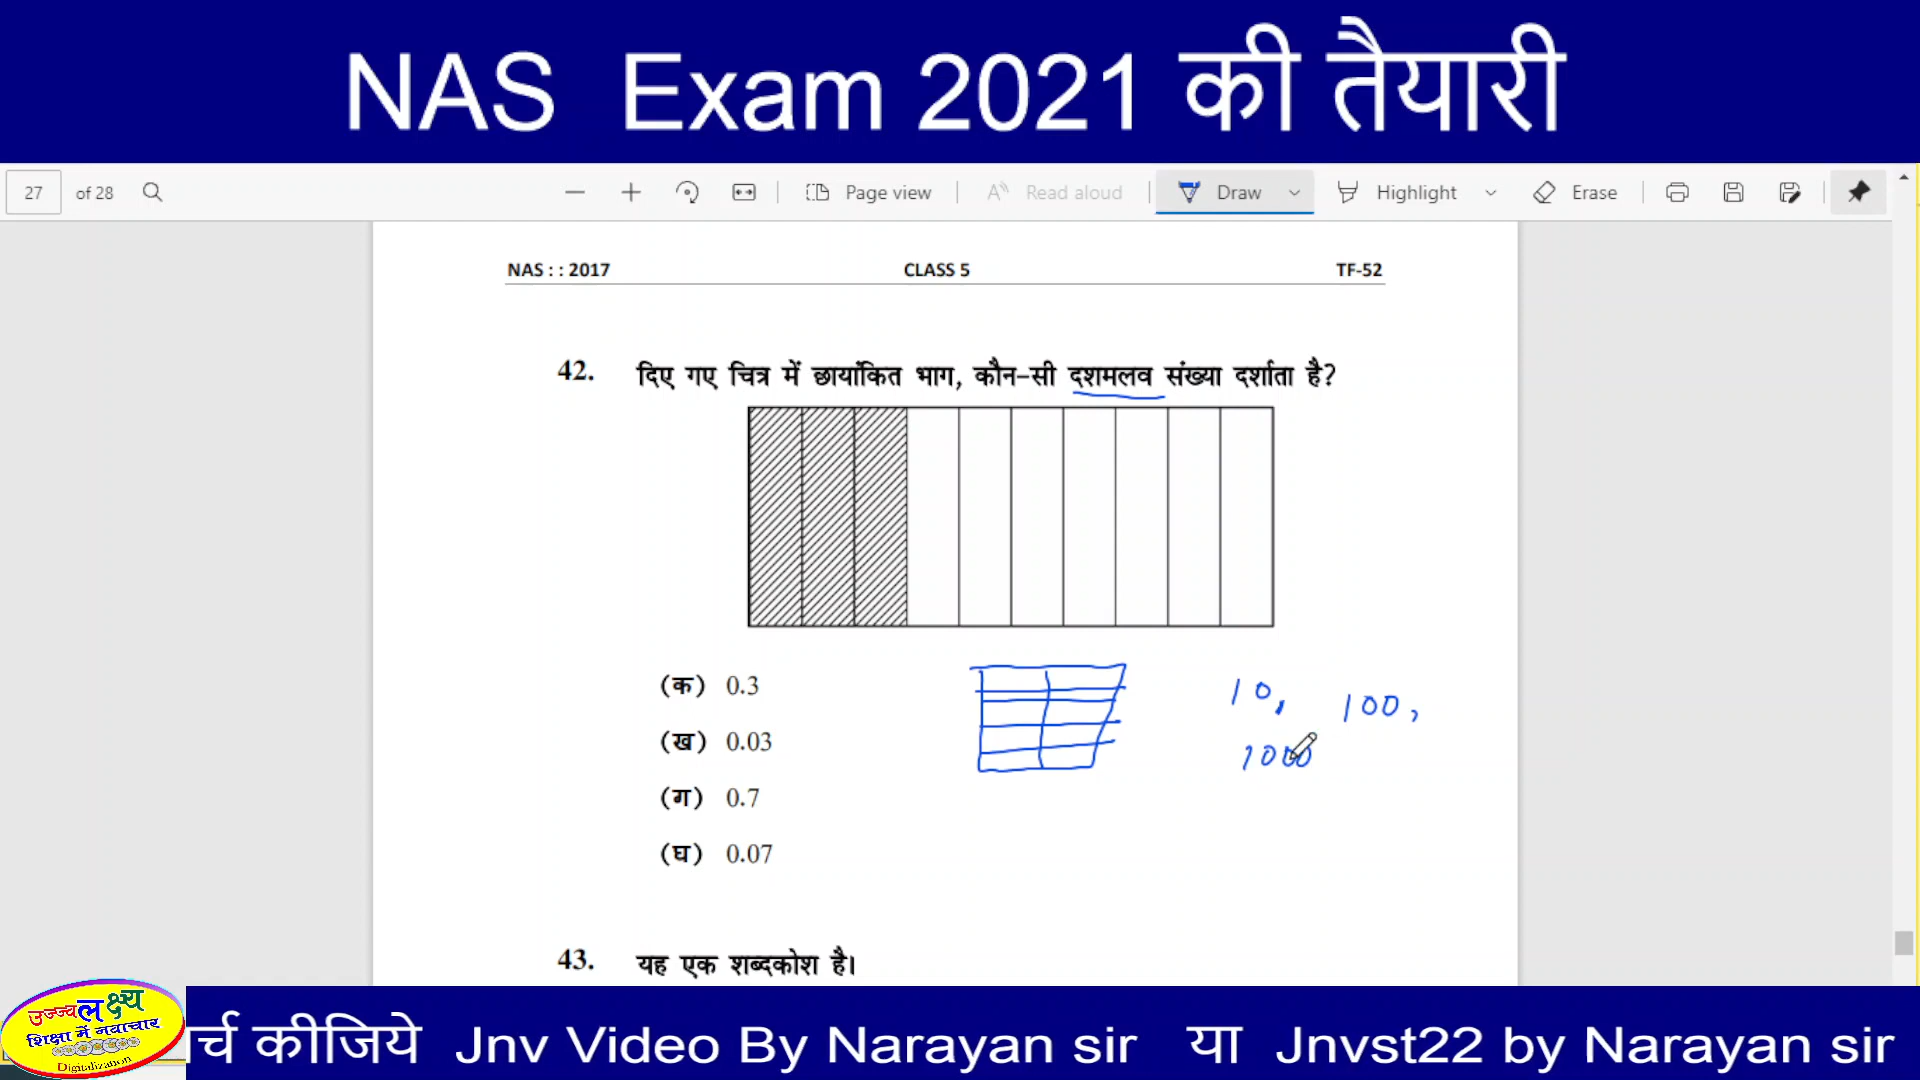 NAS Exam 2021 की तैयारी
27 of 28 Page view Read aloud Draw Highlight Erase
NAS : : 2017 CLASS 5 TF-52
42. दिए गए चित्र में छायांकित भाग, कौन-सी दशमलव संख्या दर्शाता है?
(क) 0.3
(ख) 0.03
(ग) 0.7
(घ) 0.07
10, 100,
1000
43. यह एक शब्दकोश है।
उज्ज्वल लक्ष्य
शिक्षा में नवाचार
Digitalization
र्च कीजिये Jnv Video By Narayan sir या Jnvst22 by Narayan sir